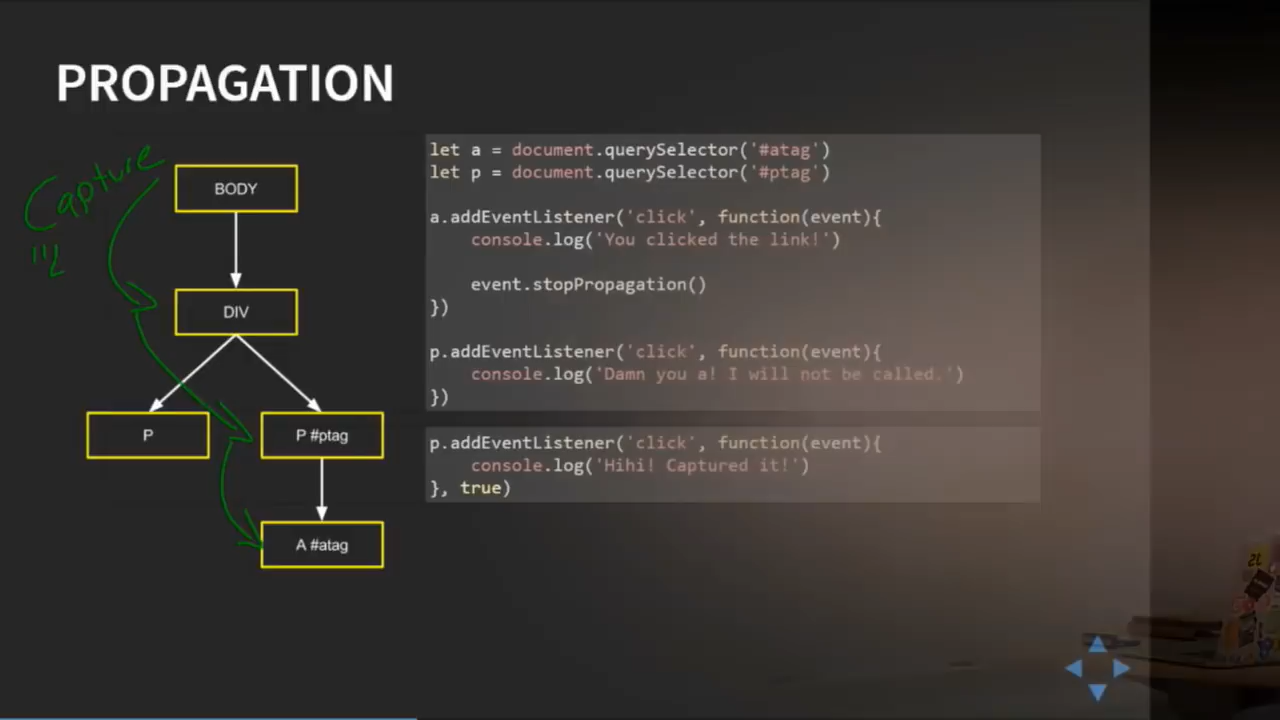 PROPAGATION
Capture
BODY
DIV
P
P #ptag
A #atag
let a = document.querySelector('#atag')
let p = document.querySelector('#ptag')
a.addEventListener('click', function(event){
console.log('You clicked the link!')
event.stopPropagation()
})
p.addEventListener('click', function(event){
console.log('Damn you a! I will not be called.')
})
p.addEventListener('click', function(event){
console.log('Hihi! Captured it!')
}, true)